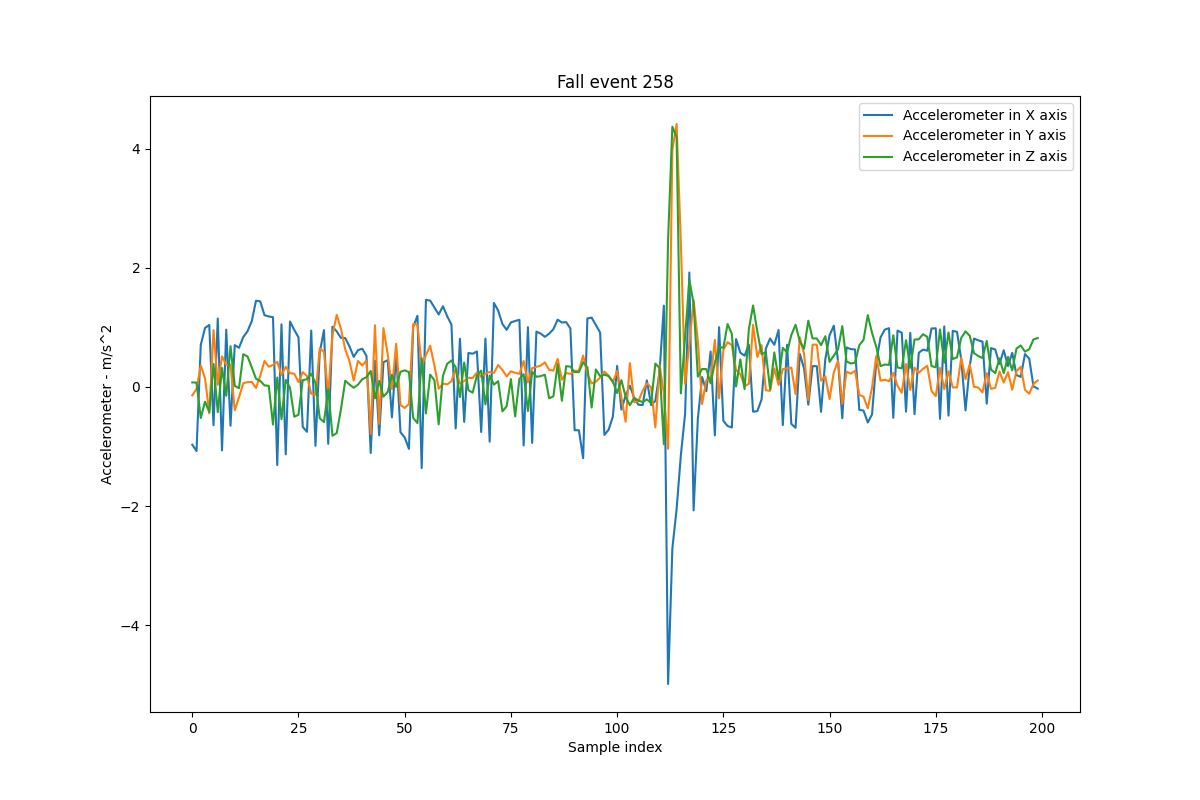 Fall event 258
Accelerometer in X axis
Accelerometer in Y axis
Accelerometer in Z axis
Accelerometer - m/s^2
4
2
0
−2
−4
0 25 50 75 100 125 150 175 200
Sample index